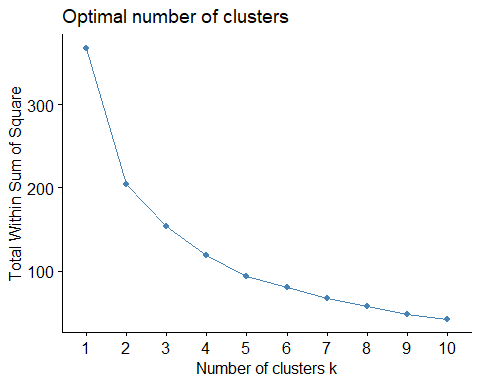 Optimal number of clusters
Total Within Sum of Square
300
200
100
1 2 3 4 5 6 7 8 9 10
Number of clusters k